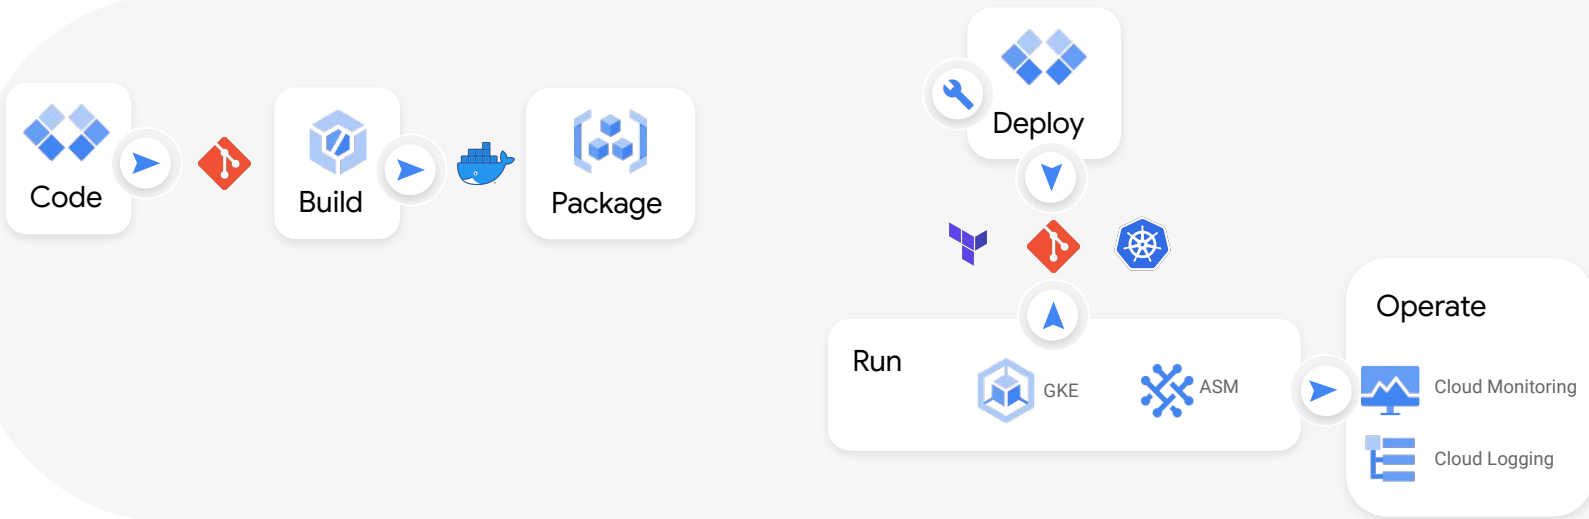 Code
Build
Package
Deploy
Run
GKE
ASM
Operate
Cloud Monitoring
Cloud Logging